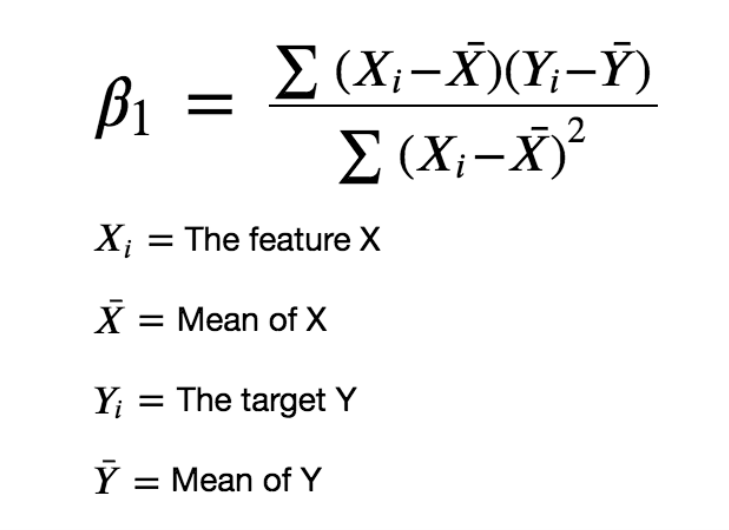 β₁ = ∑ (Xᵢ−X̄)(Yᵢ−Ȳ) / ∑ (Xᵢ−X̄)²
Xᵢ = The feature X
X̄ = Mean of X
Yᵢ = The target Y
Ȳ = Mean of Y